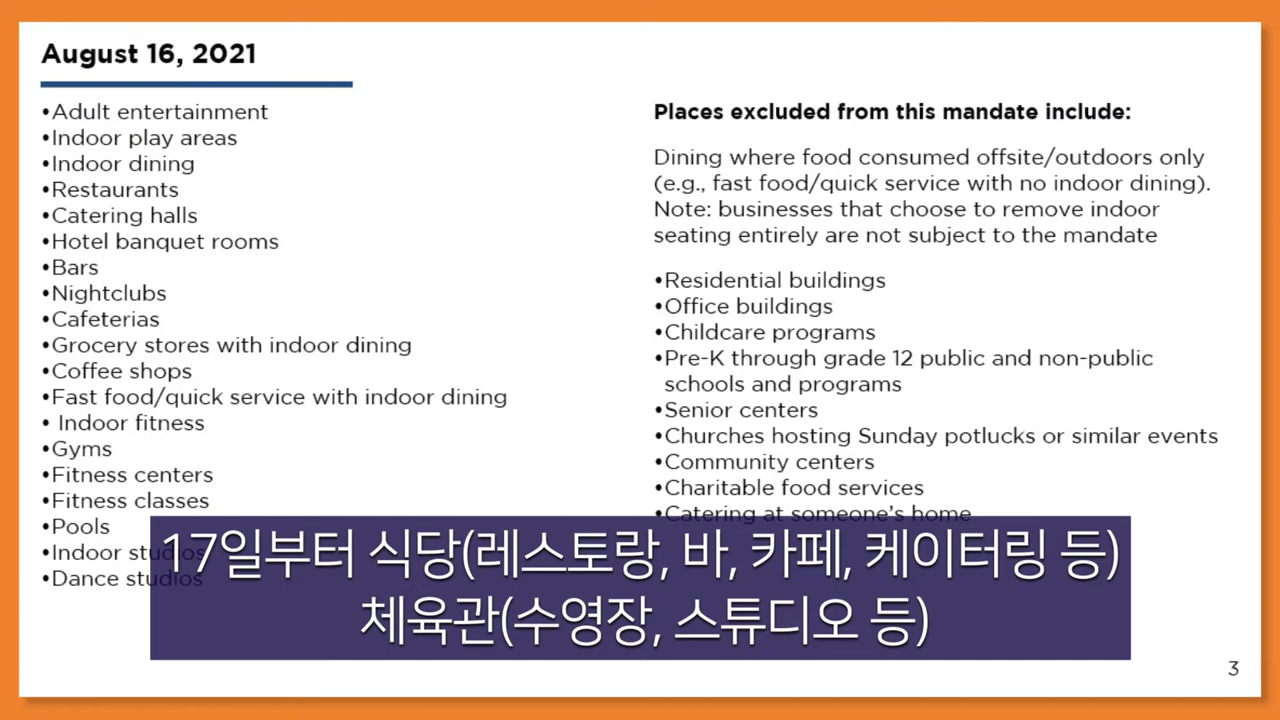 August 16, 2021
•Adult entertainment
•Indoor play areas
•Indoor dining
•Restaurants
•Catering halls
•Hotel banquet rooms
•Bars
•Nightclubs
•Cafeterias
•Grocery stores with indoor dining
•Coffee shops
•Fast food/quick service with indoor dining
• Indoor fitness
•Gyms
•Fitness centers
•Fitness classes
•Pools
•Indoor studios
•Dance studios
Places excluded from this mandate include:
Dining where food consumed offsite/outdoors only
(e.g., fast food/quick service with no indoor dining).
Note: businesses that choose to remove indoor
seating entirely are not subject to the mandate
•Residential buildings
•Office buildings
•Childcare programs
•Pre-K through grade 12 public and non-public
schools and programs
•Senior centers
•Churches hosting Sunday potlucks or similar events
•Community centers
•Charitable food services
•Catering at someone's home
17일부터 식당(레스토랑, 바, 카페, 케이터링 등)
체육관(수영장, 스튜디오 등)
3